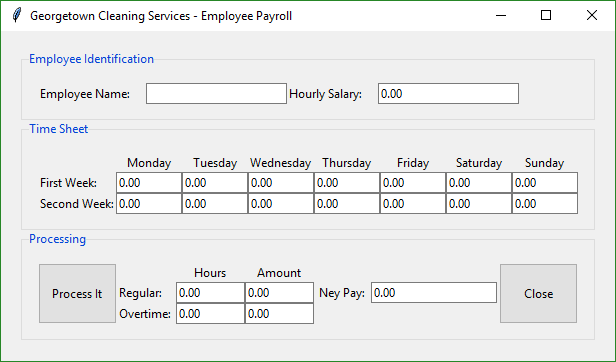 Georgetown Cleaning Services - Employee Payroll
Employee Identification
Employee Name: Hourly Salary: 0.00
Time Sheet
Monday Tuesday Wednesday Thursday Friday Saturday Sunday
First Week: 0.00 0.00 0.00 0.00 0.00 0.00 0.00
Second Week: 0.00 0.00 0.00 0.00 0.00 0.00 0.00
Processing
Hours Amount
Process It Regular: 0.00 0.00 Ney Pay: 0.00 Close
Overtime: 0.00 0.00